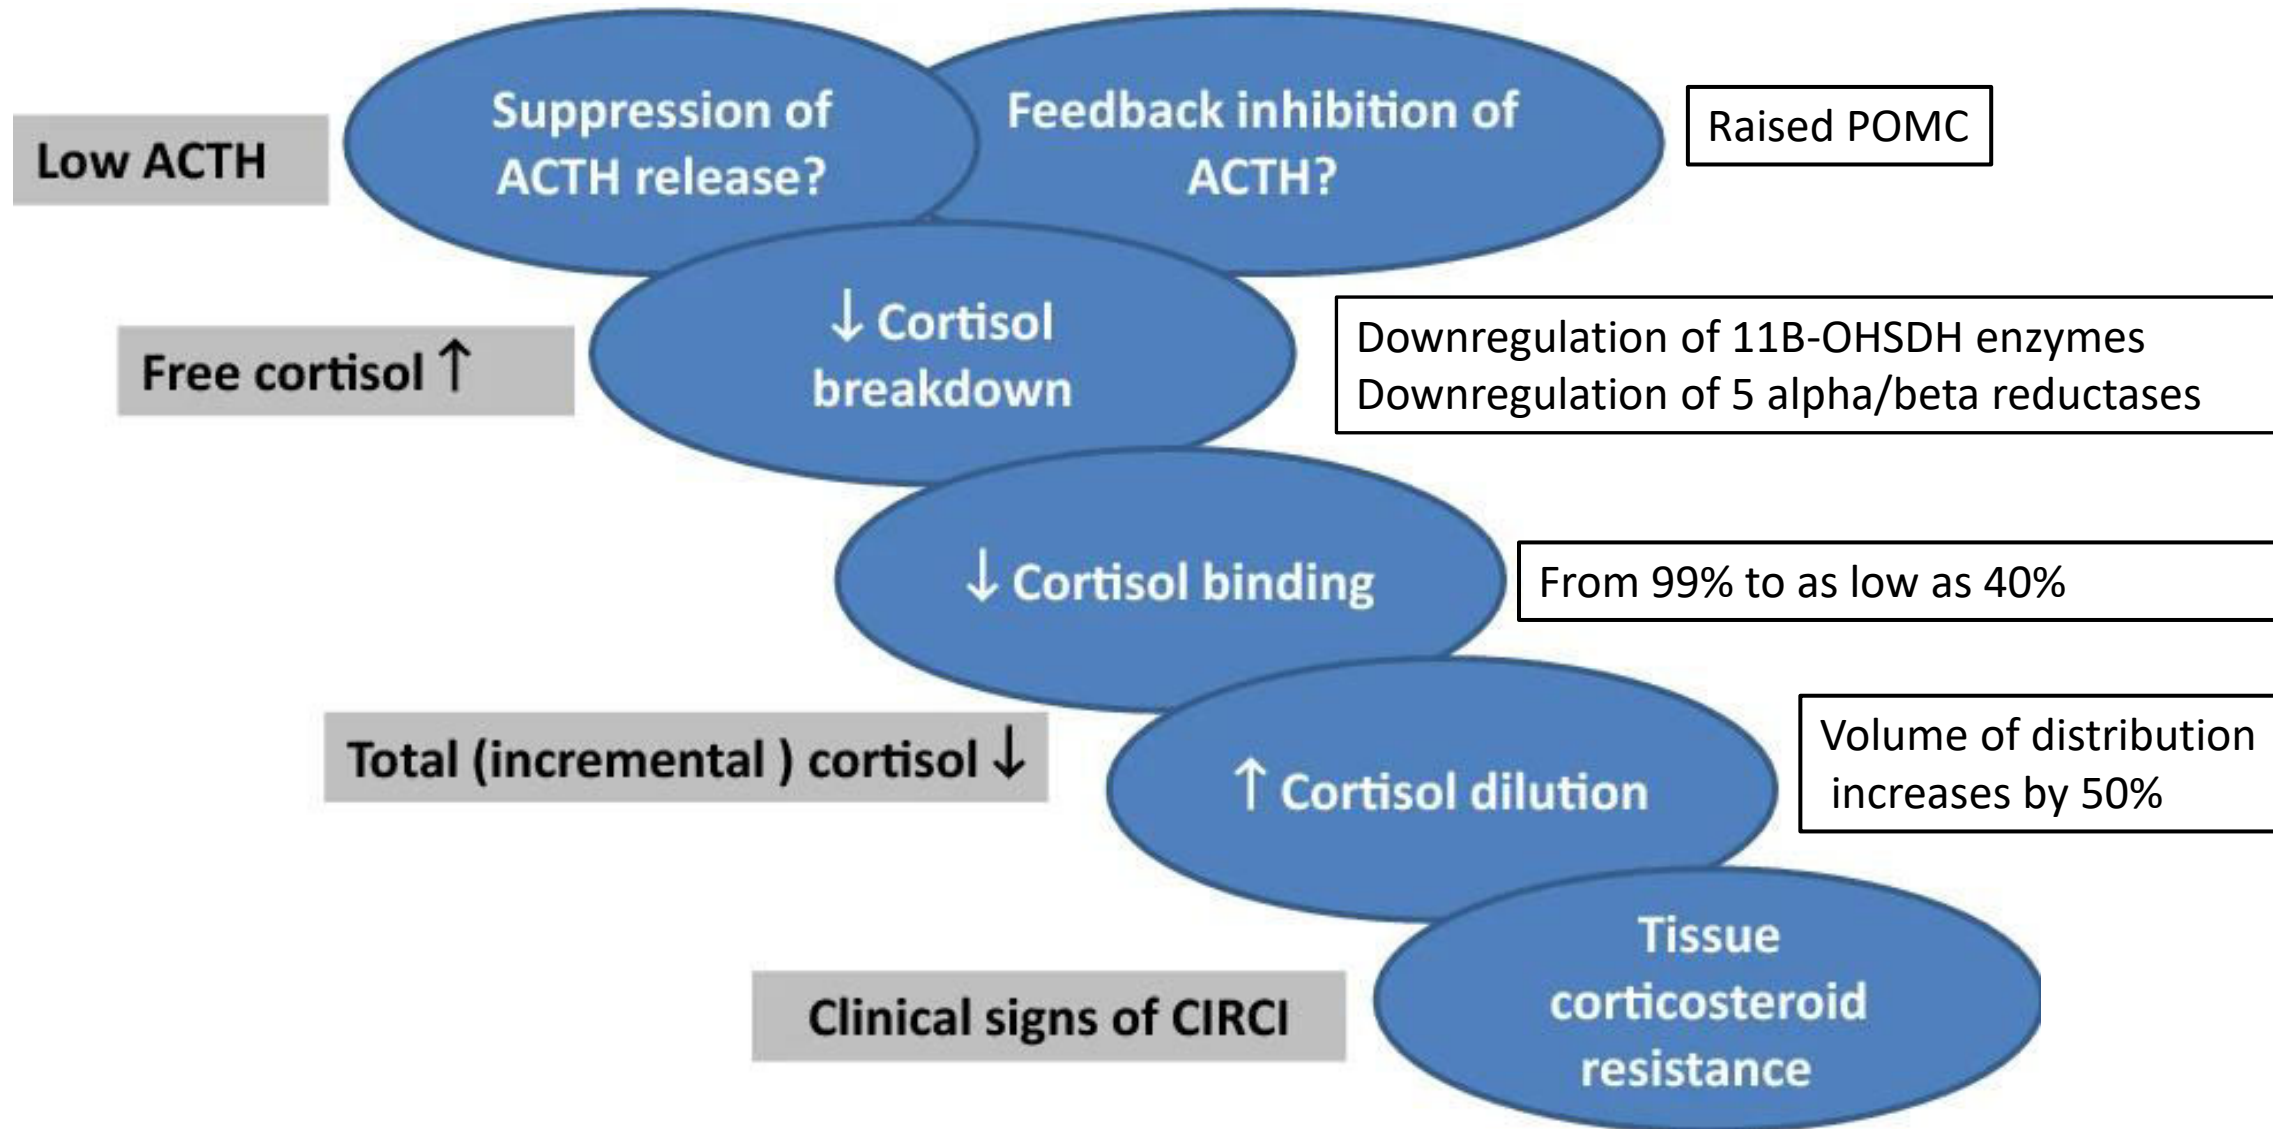 Low ACTH
Suppression of
ACTH release?
Feedback inhibition of
ACTH?
Raised POMC
Free cortisol ↑
↓ Cortisol
breakdown
Downregulation of 11B-OHSDH enzymes
Downregulation of 5 alpha/beta reductases
↓ Cortisol binding
From 99% to as low as 40%
Total (incremental ) cortisol ↓
↑ Cortisol dilution
Volume of distribution
increases by 50%
Clinical signs of CIRCI
Tissue
corticosteroid
resistance